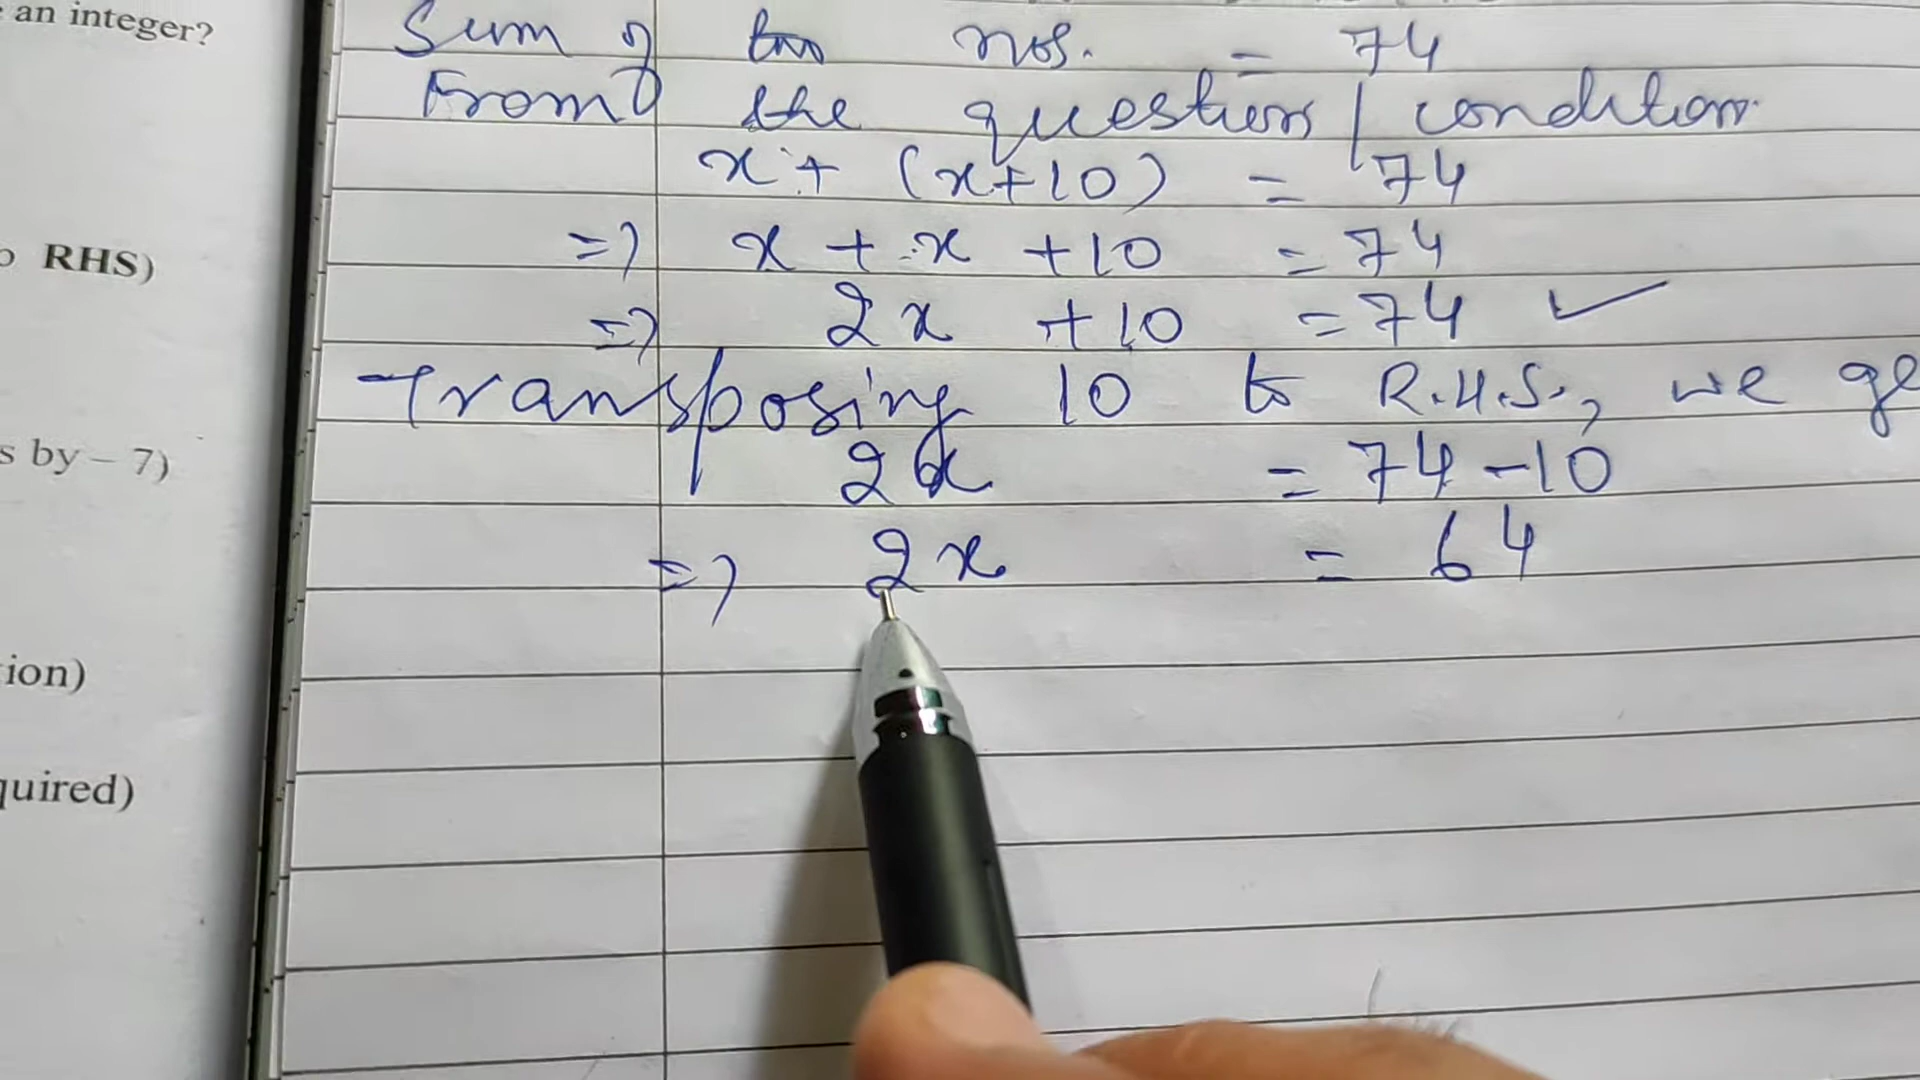 an integer?
RHS)
s by – 7)
ion)
quired)
Sum of two nos. = 74
From the question / condition
x + (x+10) = 74
=> x + x +10 = 74
=> 2x +10 = 74 ✓
Transposing 10 to R.H.S., we ge
2x = 74 - 10
=> 2x = 64